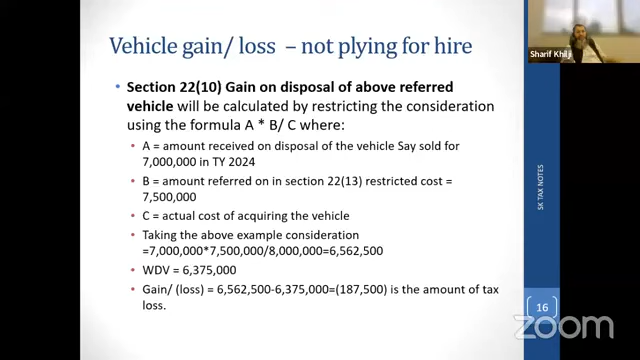 Vehicle gain/ loss – not plying for hire
Sharif Khilji
• Section 22(10) Gain on disposal of above referred
vehicle will be calculated by restricting the consideration
using the formula A * B/ C where:
• A = amount received on disposal of the vehicle Say sold for
7,000,000 in TY 2024
• B = amount referred on in section 22(13) restricted cost =
7,500,000
• C = actual cost of acquiring the vehicle
• Taking the above example consideration
=7,000,000*7,500,000/8,000,000=6,562,500
• WDV = 6,375,000
• Gain/ (loss) = 6,562,500-6,375,000=(187,500) is the amount of tax
loss.
SK TAX NOTES
16
zoom